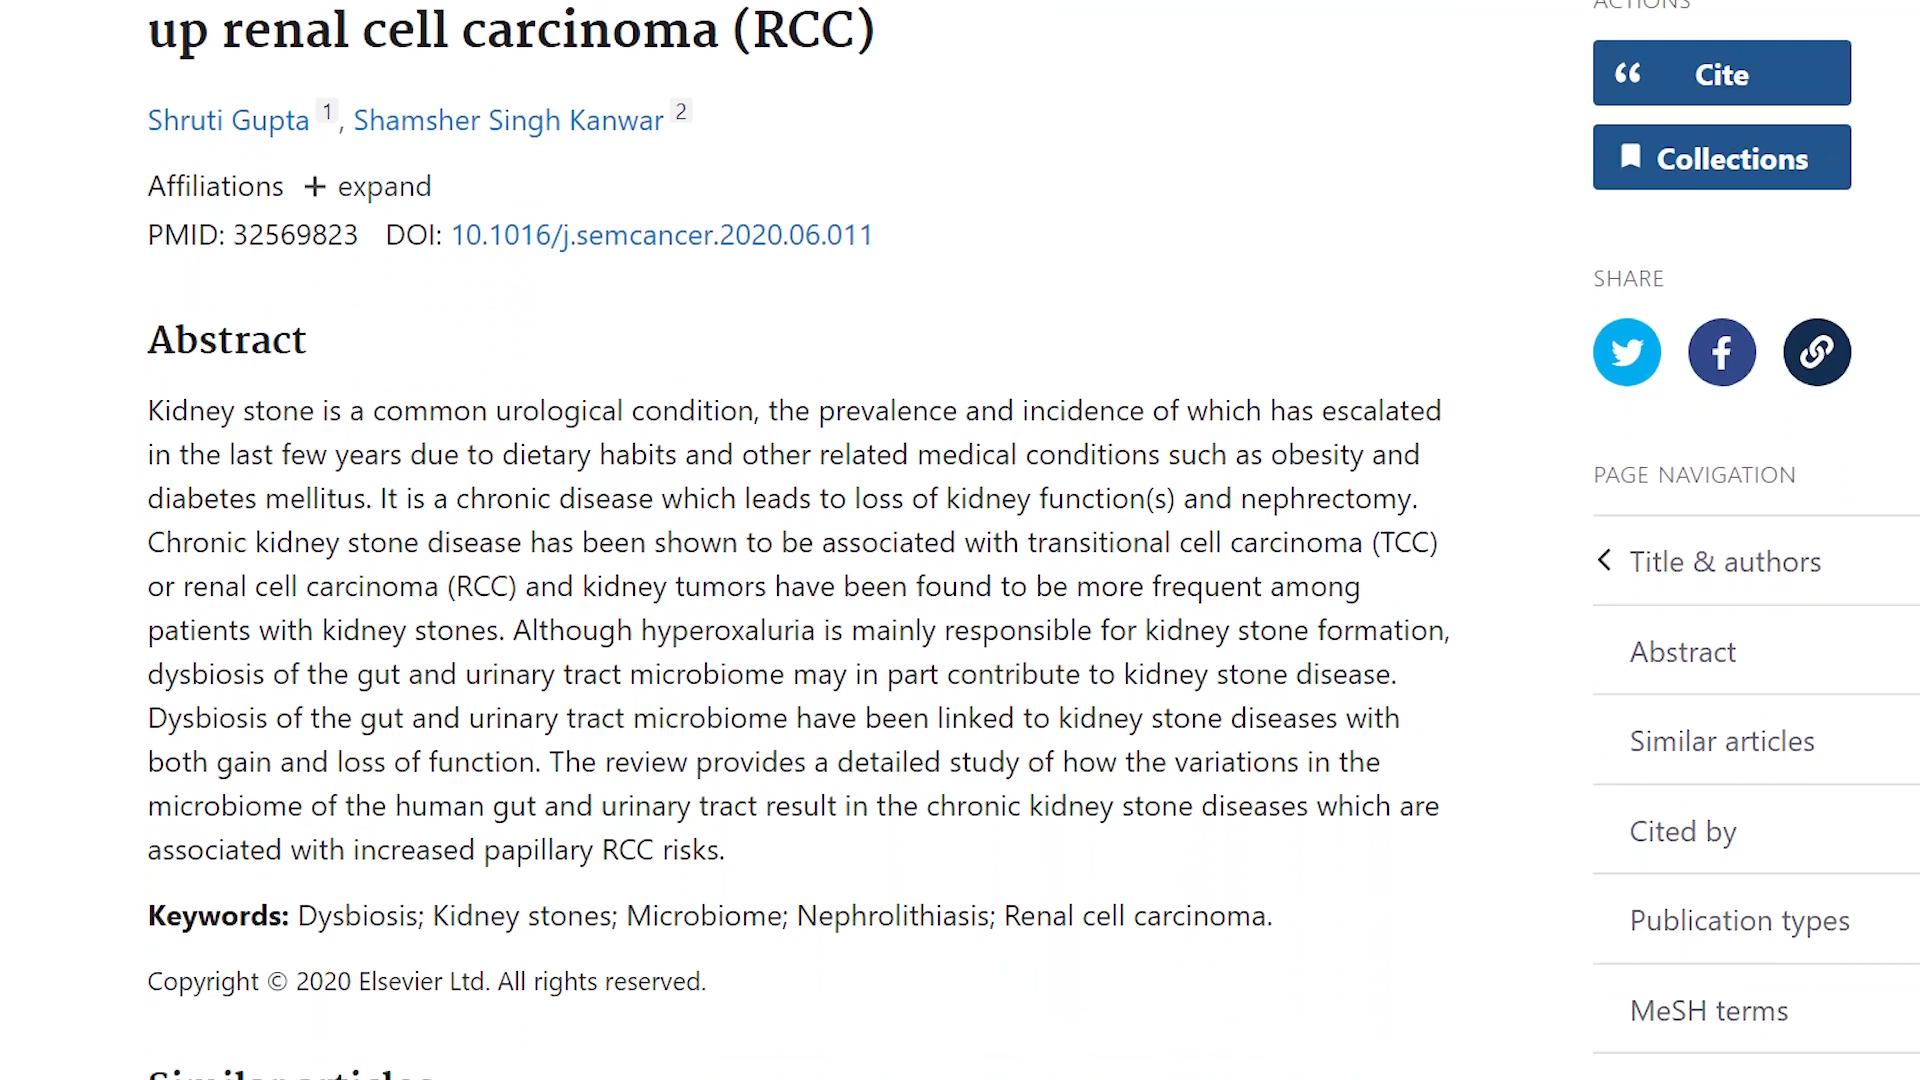 up renal cell carcinoma (RCC)
Shruti Gupta 1, Shamsher Singh Kanwar 2
Affiliations + expand
PMID: 32569823 DOI: 10.1016/j.semcancer.2020.06.011
Abstract
Kidney stone is a common urological condition, the prevalence and incidence of which has escalated
in the last few years due to dietary habits and other related medical conditions such as obesity and
diabetes mellitus. It is a chronic disease which leads to loss of kidney function(s) and nephrectomy.
Chronic kidney stone disease has been shown to be associated with transitional cell carcinoma (TCC)
or renal cell carcinoma (RCC) and kidney tumors have been found to be more frequent among
patients with kidney stones. Although hyperoxaluria is mainly responsible for kidney stone formation,
dysbiosis of the gut and urinary tract microbiome may in part contribute to kidney stone disease.
Dysbiosis of the gut and urinary tract microbiome have been linked to kidney stone diseases with
both gain and loss of function. The review provides a detailed study of how the variations in the
microbiome of the human gut and urinary tract result in the chronic kidney stone diseases which are
associated with increased papillary RCC risks.
Keywords: Dysbiosis; Kidney stones; Microbiome; Nephrolithiasis; Renal cell carcinoma.
Copyright © 2020 Elsevier Ltd. All rights reserved.
Similar articles
ACTIONS
Cite
Collections
SHARE
PAGE NAVIGATION
Title & authors
Abstract
Similar articles
Cited by
Publication types
MeSH terms